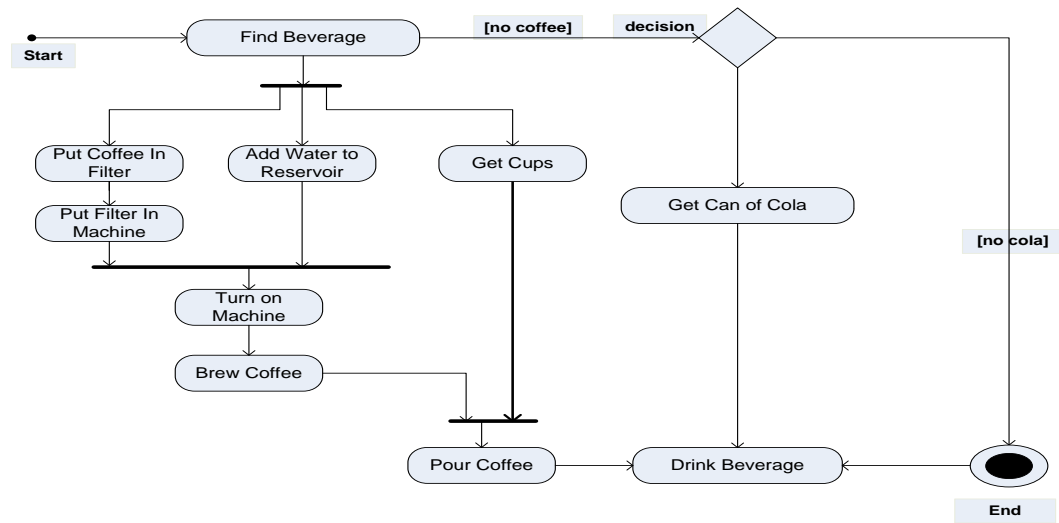 Find Beverage
[no coffee]
decision
Start
Put Coffee In
Filter
Add Water to
Reservoir
Get Cups
Put Filter In
Machine
Get Can of Cola
[no cola]
Turn on
Machine
Brew Coffee
Pour Coffee
Drink Beverage
End